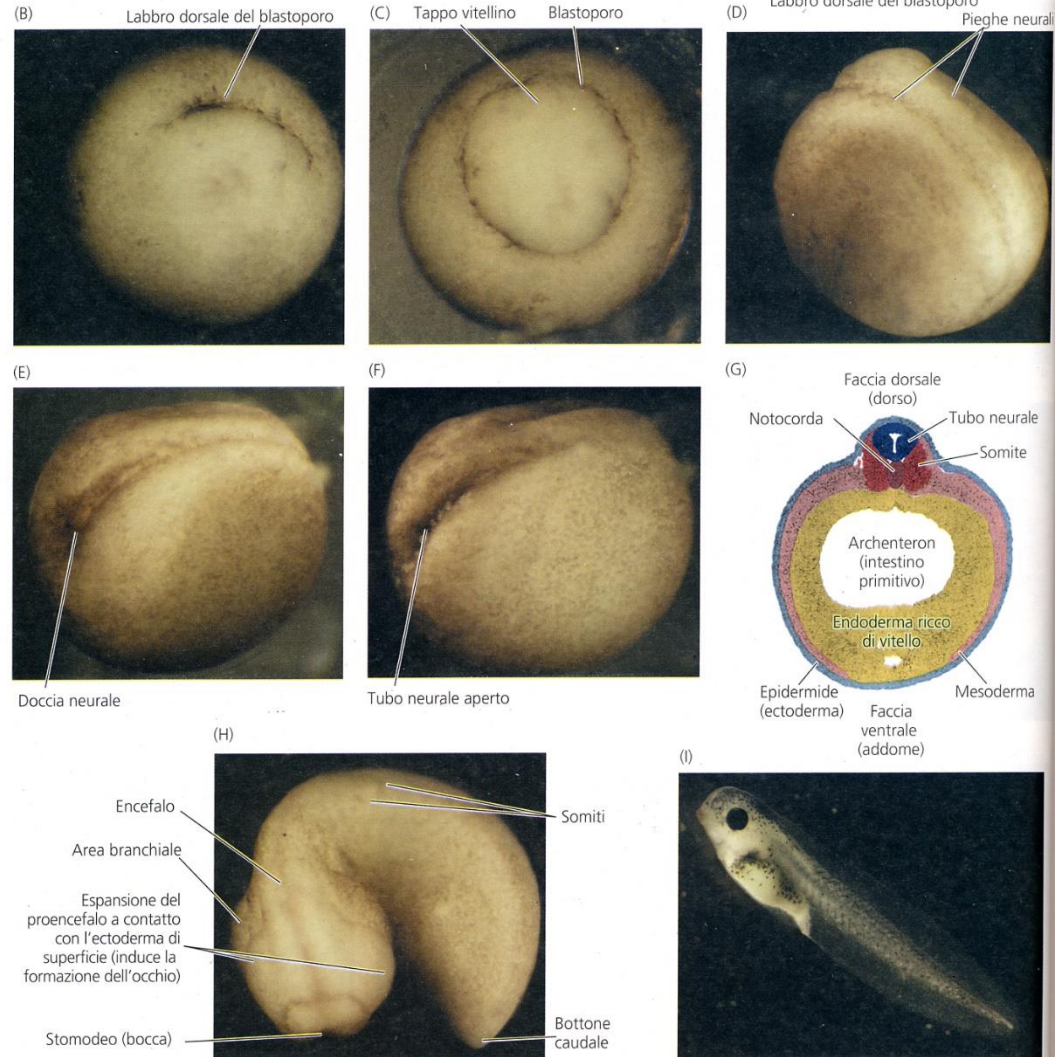 (B)
Labbro dorsale del blastoporo
(C)
Tappo vitellino
Blastoporo
(D)
Labbro dorsale del blastoporo
Pieghe neurali
(E)
Doccia neurale
(F)
Tubo neurale aperto
(G)
Faccia dorsale
(dorso)
Notocorda
Tubo neurale
Somite
Archenteron
(intestino
primitivo)
Endoderma ricco
di vitello
Epidermide
(ectoderma)
Mesoderma
Faccia
ventrale
(addome)
(H)
Encefalo
Area branchiale
Espansione del
proencefalo a contatto
con l'ectoderma di
superficie (induce la
formazione dell'occhio)
Stomodeo (bocca)
Somiti
Bottone
caudale
(I)